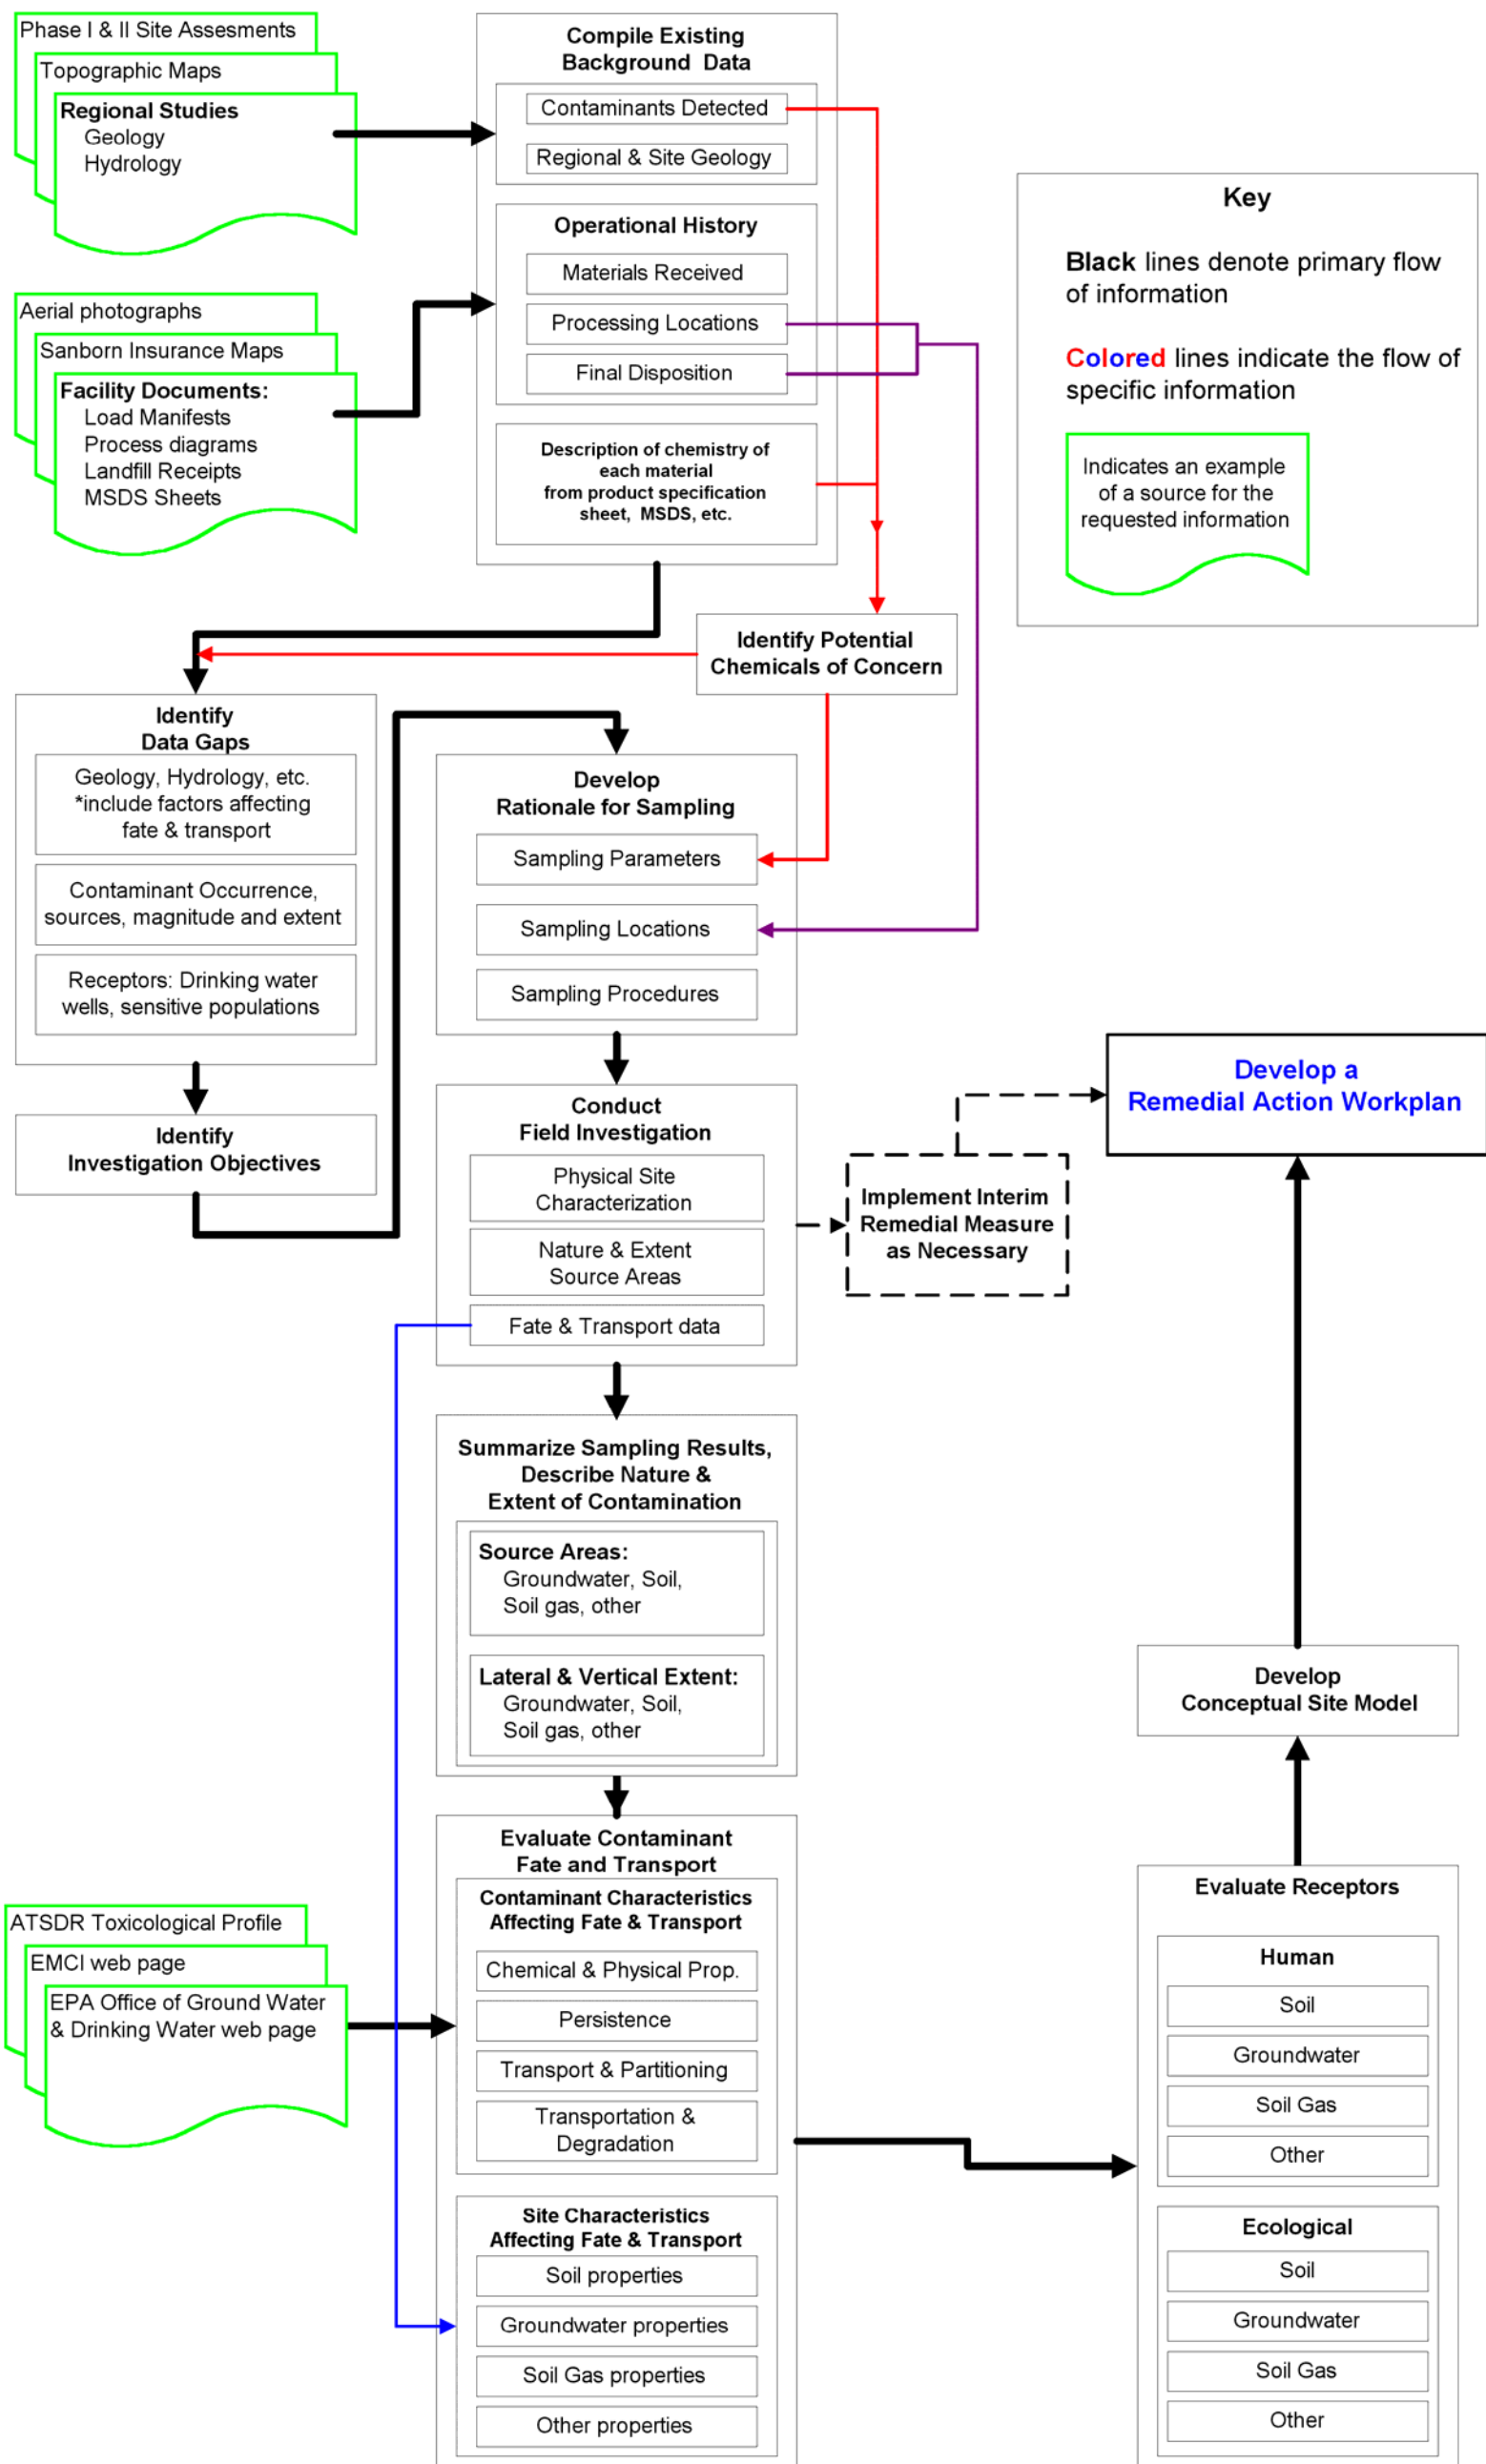 Phase I & II Site Assesments
Topographic Maps
Regional Studies
Geology
Hydrology
Compile Existing
Background Data
Contaminants Detected
Regional & Site Geology
Operational History
Materials Received
Processing Locations
Final Disposition
Description of chemistry of
each material
from product specification
sheet, MSDS, etc.
Aerial photographs
Sanborn Insurance Maps
Facility Documents:
Load Manifests
Process diagrams
Landfill Receipts
MSDS Sheets
Key
Black lines denote primary flow
of information
Colored lines indicate the flow of
specific information
Indicates an example
of a source for the
requested information
Identify Potential
Chemicals of Concern
Identify
Data Gaps
Geology, Hydrology, etc.
*include factors affecting
fate & transport
Contaminant Occurrence,
sources, magnitude and extent
Receptors: Drinking water
wells, sensitive populations
Identify
Investigation Objectives
Develop
Rationale for Sampling
Sampling Parameters
Sampling Locations
Sampling Procedures
Conduct
Field Investigation
Physical Site
Characterization
Nature & Extent
Source Areas
Fate & Transport data
Implement Interim
Remedial Measure
as Necessary
Develop a
Remedial Action Workplan
Summarize Sampling Results,
Describe Nature &
Extent of Contamination
Source Areas:
Groundwater, Soil,
Soil gas, other
Lateral & Vertical Extent:
Groundwater, Soil,
Soil gas, other
Develop
Conceptual Site Model
Evaluate Contaminant
Fate and Transport
Contaminant Characteristics
Affecting Fate & Transport
Chemical & Physical Prop.
Persistence
Transport & Partitioning
Transportation &
Degradation
Site Characteristics
Affecting Fate & Transport
Soil properties
Groundwater properties
Soil Gas properties
Other properties
ATSDR Toxicological Profile
EMCI web page
EPA Office of Ground Water
& Drinking Water web page
Evaluate Receptors
Human
Soil
Groundwater
Soil Gas
Other
Ecological
Soil
Groundwater
Soil Gas
Other